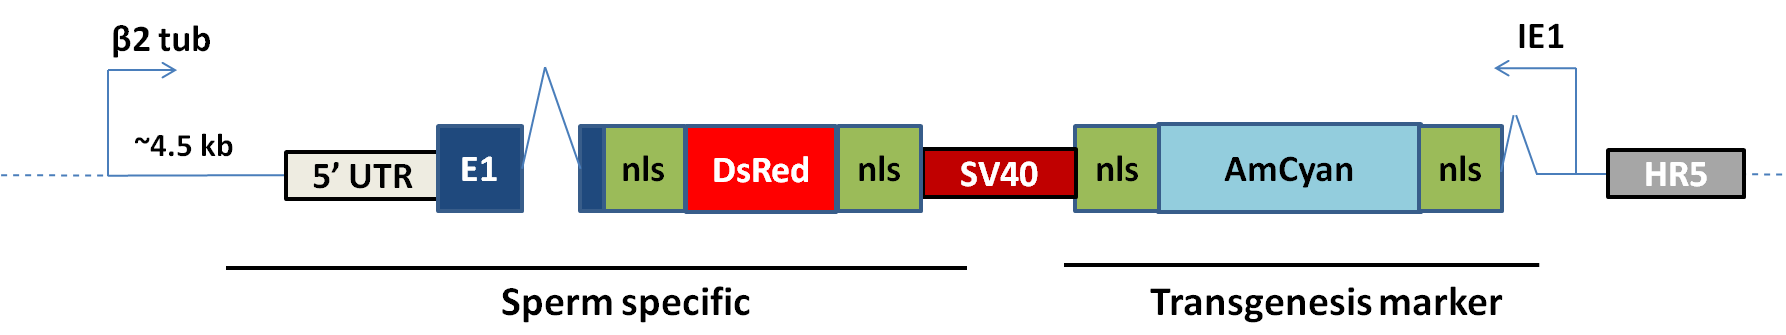 β2 tub
IE1
~4.5 kb
5’ UTR
E1
nls
DsRed
nls
SV40
nls
AmCyan
nls
HR5
Sperm specific
Transgenesis marker